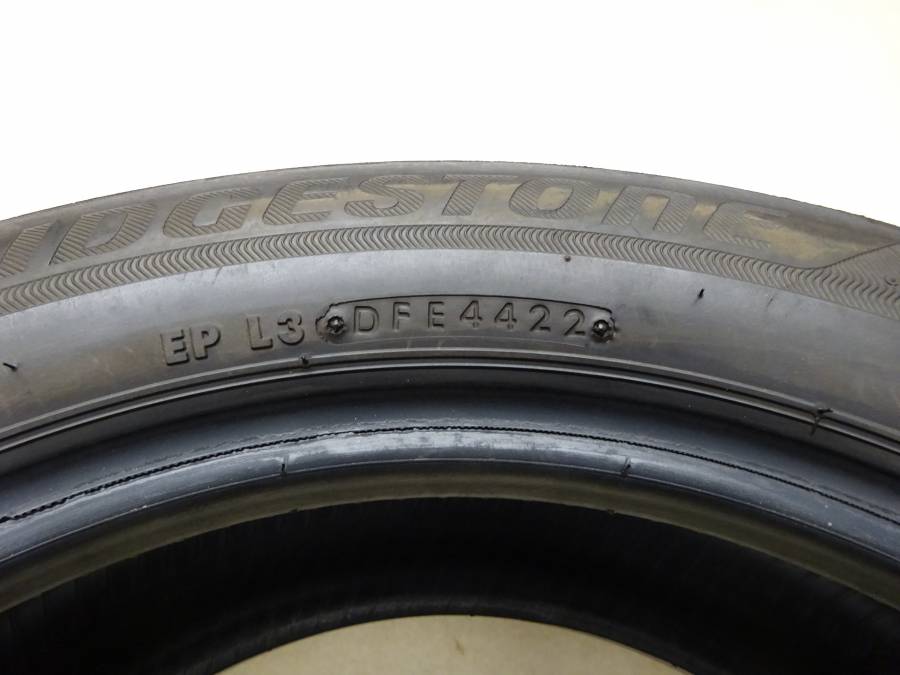 IDGESTONE
EP L3 DFE4422